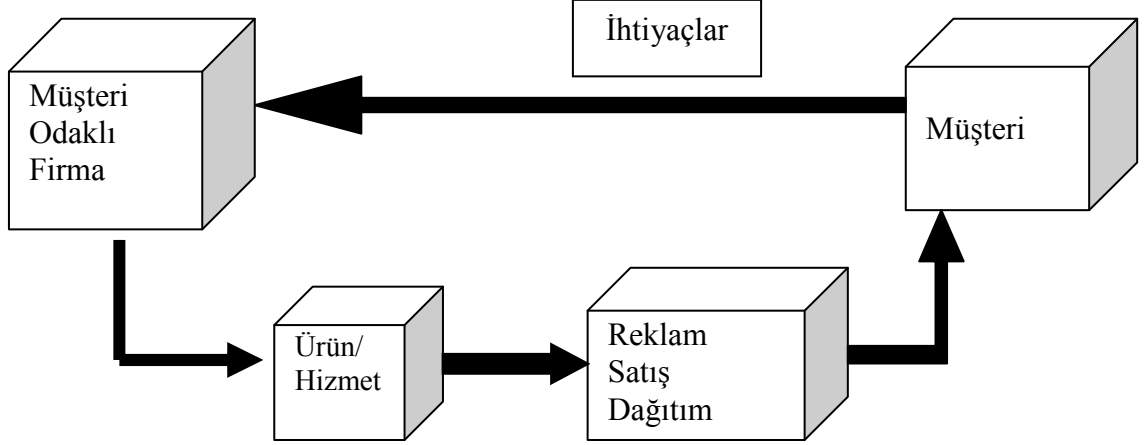 İhtiyaçlar
Müşteri
Odaklı
Firma
Müşteri
Ürün/
Hizmet
Reklam
Satış
Dağıtım